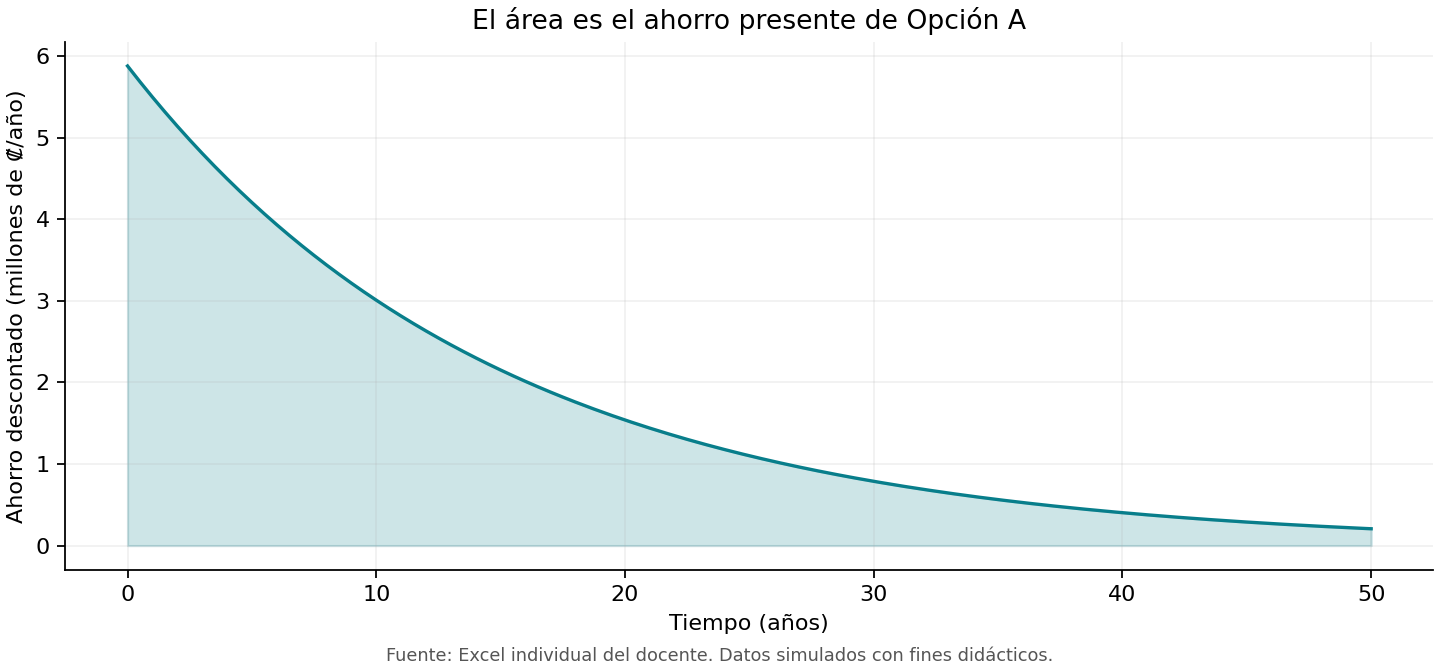 El área es el ahorro presente de Opción A
Ahorro descontado (millones de ₡/año)
6
5
4
3
2
1
0
0 10 20 30 40 50
Tiempo (años)
Fuente: Excel individual del docente. Datos simulados con fines didácticos.